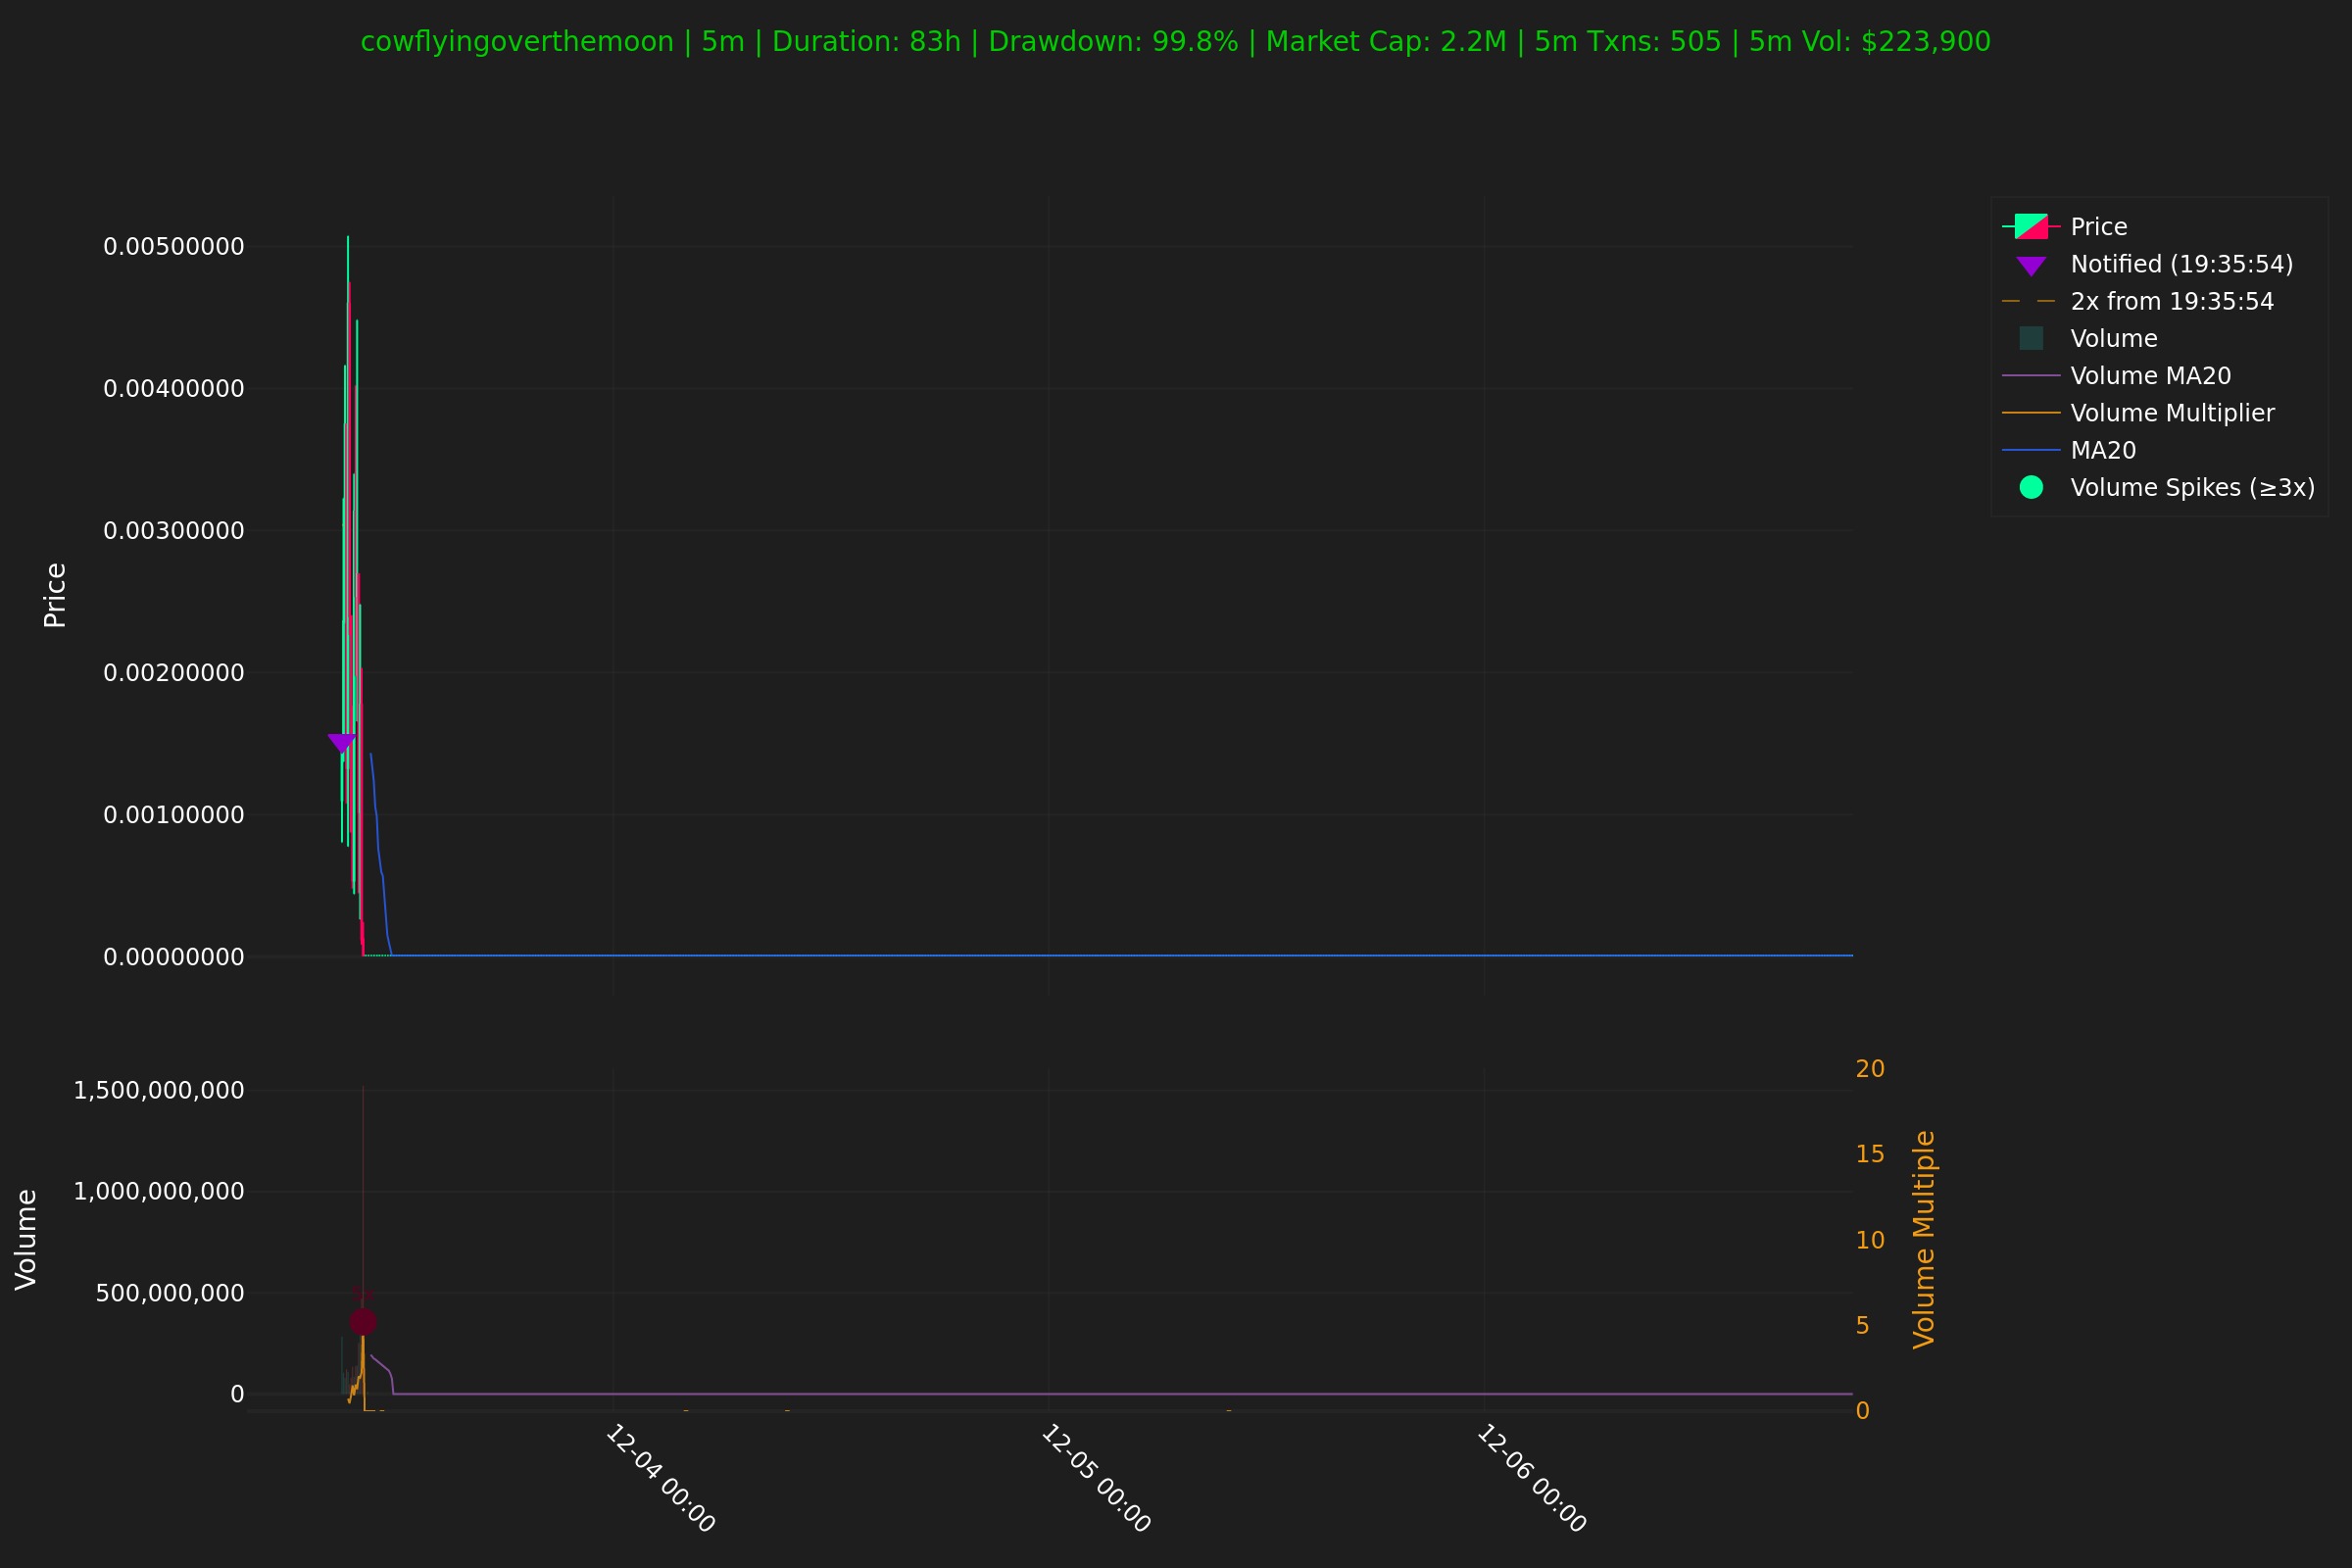 cowflyingoverthemoon | 5m | Duration: 83h | Drawdown: 99.8% | Market Cap: 2.2M | 5m Txns: 505 | 5m Vol: $223,900
Price
0.00500000
0.00400000
0.00300000
0.00200000
0.00100000
0.00000000
Price
Notified (19:35:54)
2x from 19:35:54
Volume
Volume MA20
Volume Multiplier
MA20
Volume Spikes (≥3x)
Volume
1,500,000,000
1,000,000,000
500,000,000
0
20
15
10
5
0
Volume Multiple
12-04 00:00
12-05 00:00
12-06 00:00